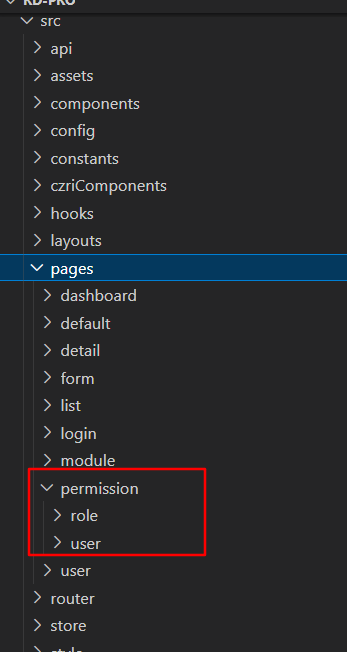 KD-PRO
src
api
assets
components
config
constants
czriComponents
hooks
layouts
pages
dashboard
default
detail
form
list
login
module
permission
role
user
user
router
store
style